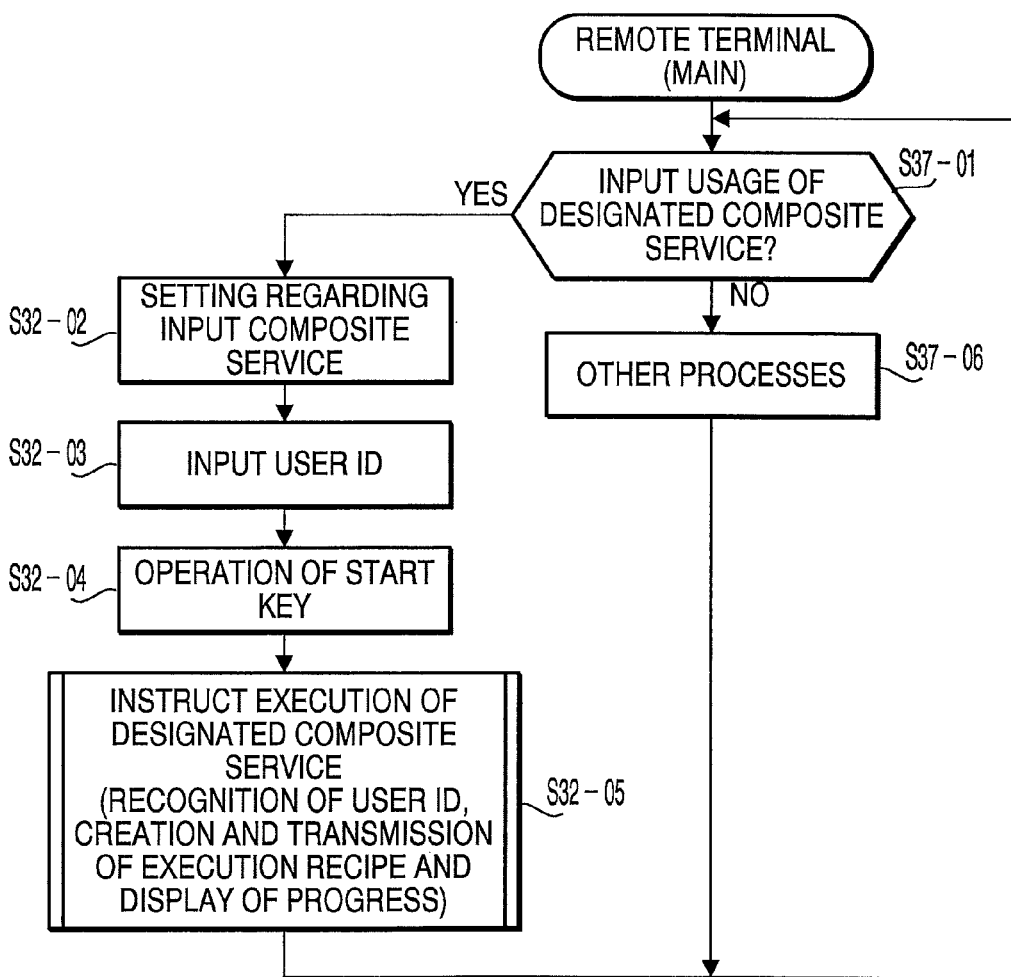 REMOTE TERMINAL
(MAIN)
S37-01
INPUT USAGE OF
DESIGNATED COMPOSITE
SERVICE?
YES
NO
S32-02
SETTING REGARDING
INPUT COMPOSITE
SERVICE
OTHER PROCESSES
S37-06
S32-03
INPUT USER ID
S32-04
OPERATION OF START
KEY
INSTRUCT EXECUTION OF
DESIGNATED COMPOSITE
SERVICE
(RECOGNITION OF USER ID,
CREATION AND TRANSMISSION
OF EXECUTION RECIPE AND
DISPLAY OF PROGRESS)
S32-05